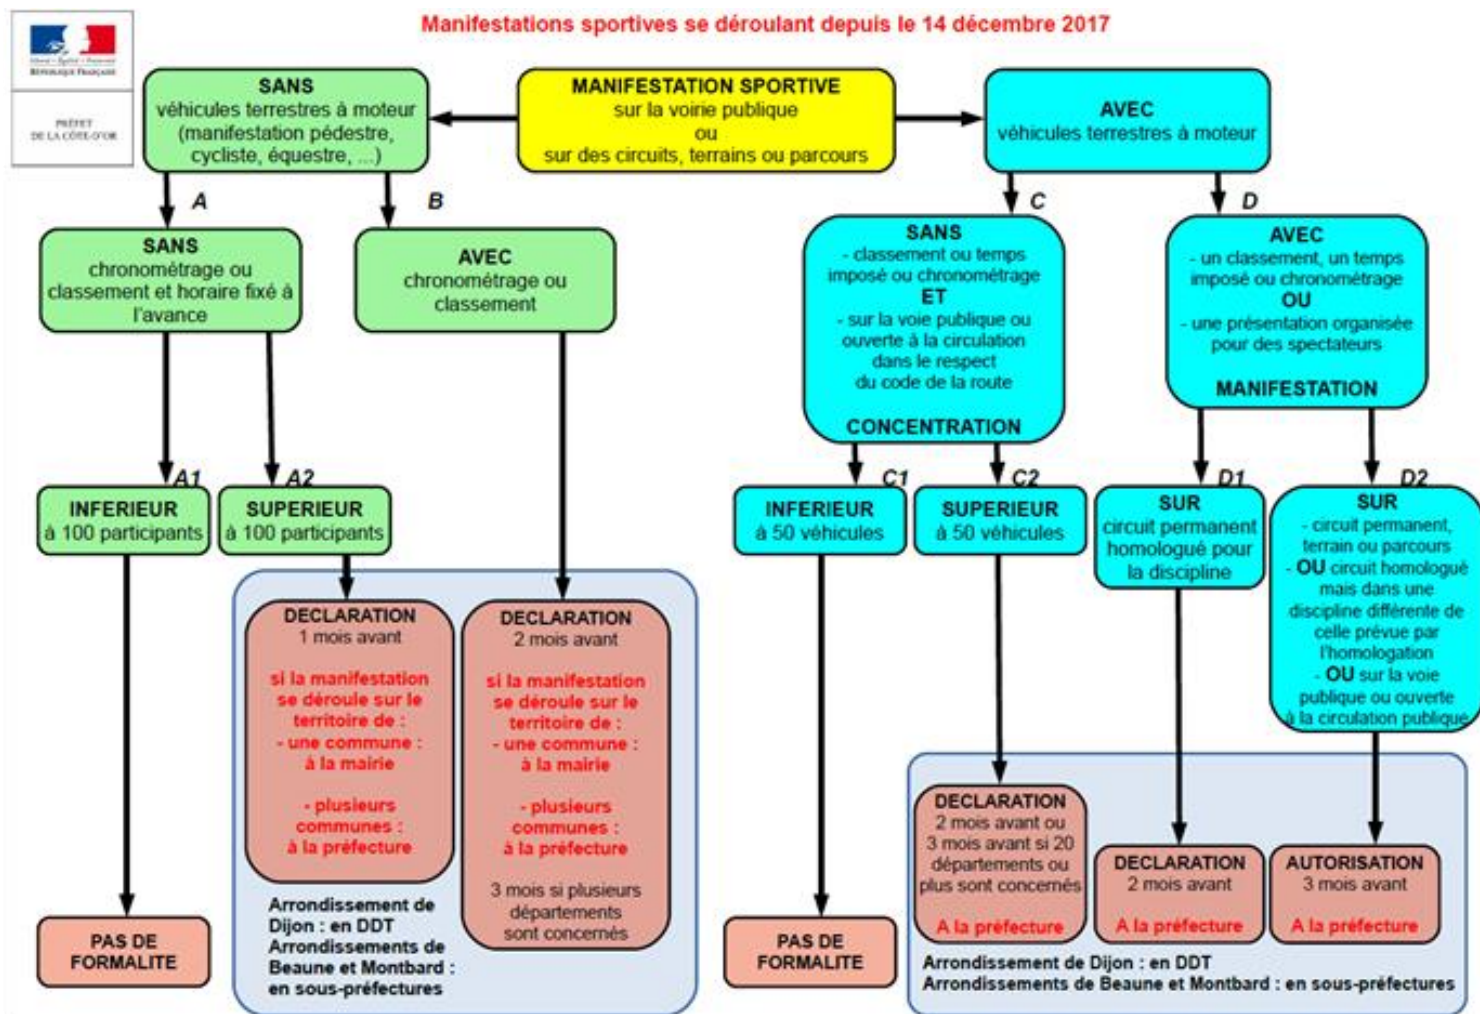 Manifestations sportives se déroulant depuis le 14 décembre 2017
RÉPUBLIQUE FRANÇAISE
PRÉFET
DE LA CÔTE-D'OR
SANS
véhicules terrestres à moteur
(manifestation pédestre,
cycliste, équestre, ...)
MANIFESTATION SPORTIVE
sur la voirie publique
ou
sur des circuits, terrains ou parcours
AVEC
véhicules terrestres à moteur
A
B
C
D
SANS
chronométrage ou
classement et horaire fixé à
l'avance
AVEC
chronométrage ou
classement
SANS
- classement ou temps
imposé ou chronométrage
ET
- sur la voie publique ou
ouverte à la circulation
dans le respect
du code de la route
CONCENTRATION
AVEC
- un classement, un temps
imposé ou chronométrage
OU
- une présentation organisée
pour des spectateurs
MANIFESTATION
A1
A2
C1
C2
D1
D2
INFÉRIEUR
à 100 participants
SUPERIEUR
à 100 participants
INFERIEUR
à 50 véhicules
SUPERIEUR
à 50 véhicules
SUR
circuit permanent
homologué pour
la discipline
SUR
- circuit permanent,
terrain ou parcours
- OU circuit homologué
mais dans une
discipline différente de
celle prévue par
l'homologation
- OU sur la voie
publique ou ouverte
à la circulation publique
DECLARATION
1 mois avant
si la manifestation
se déroule sur le
territoire de :
- une commune :
à la mairie
- plusieurs
communes :
à la préfecture
DECLARATION
2 mois avant
si la manifestation
se déroule sur le
territoire de :
- une commune :
à la mairie
- plusieurs
communes :
à la préfecture
3 mois si plusieurs
départements
sont concernés
Arrondissement de
Dijon : en DDT
Arrondissements de
Beaune et Montbard :
en sous-préfectures
PAS DE
FORMALITE
PAS DE
FORMALITE
DECLARATION
2 mois avant ou
3 mois avant si 20
départements ou
plus sont concernés
A la préfecture
DECLARATION
2 mois avant
A la préfecture
AUTORISATION
3 mois avant
A la préfecture
Arrondissement de Dijon : en DDT
Arrondissements de Beaune et Montbard : en sous-préfectures